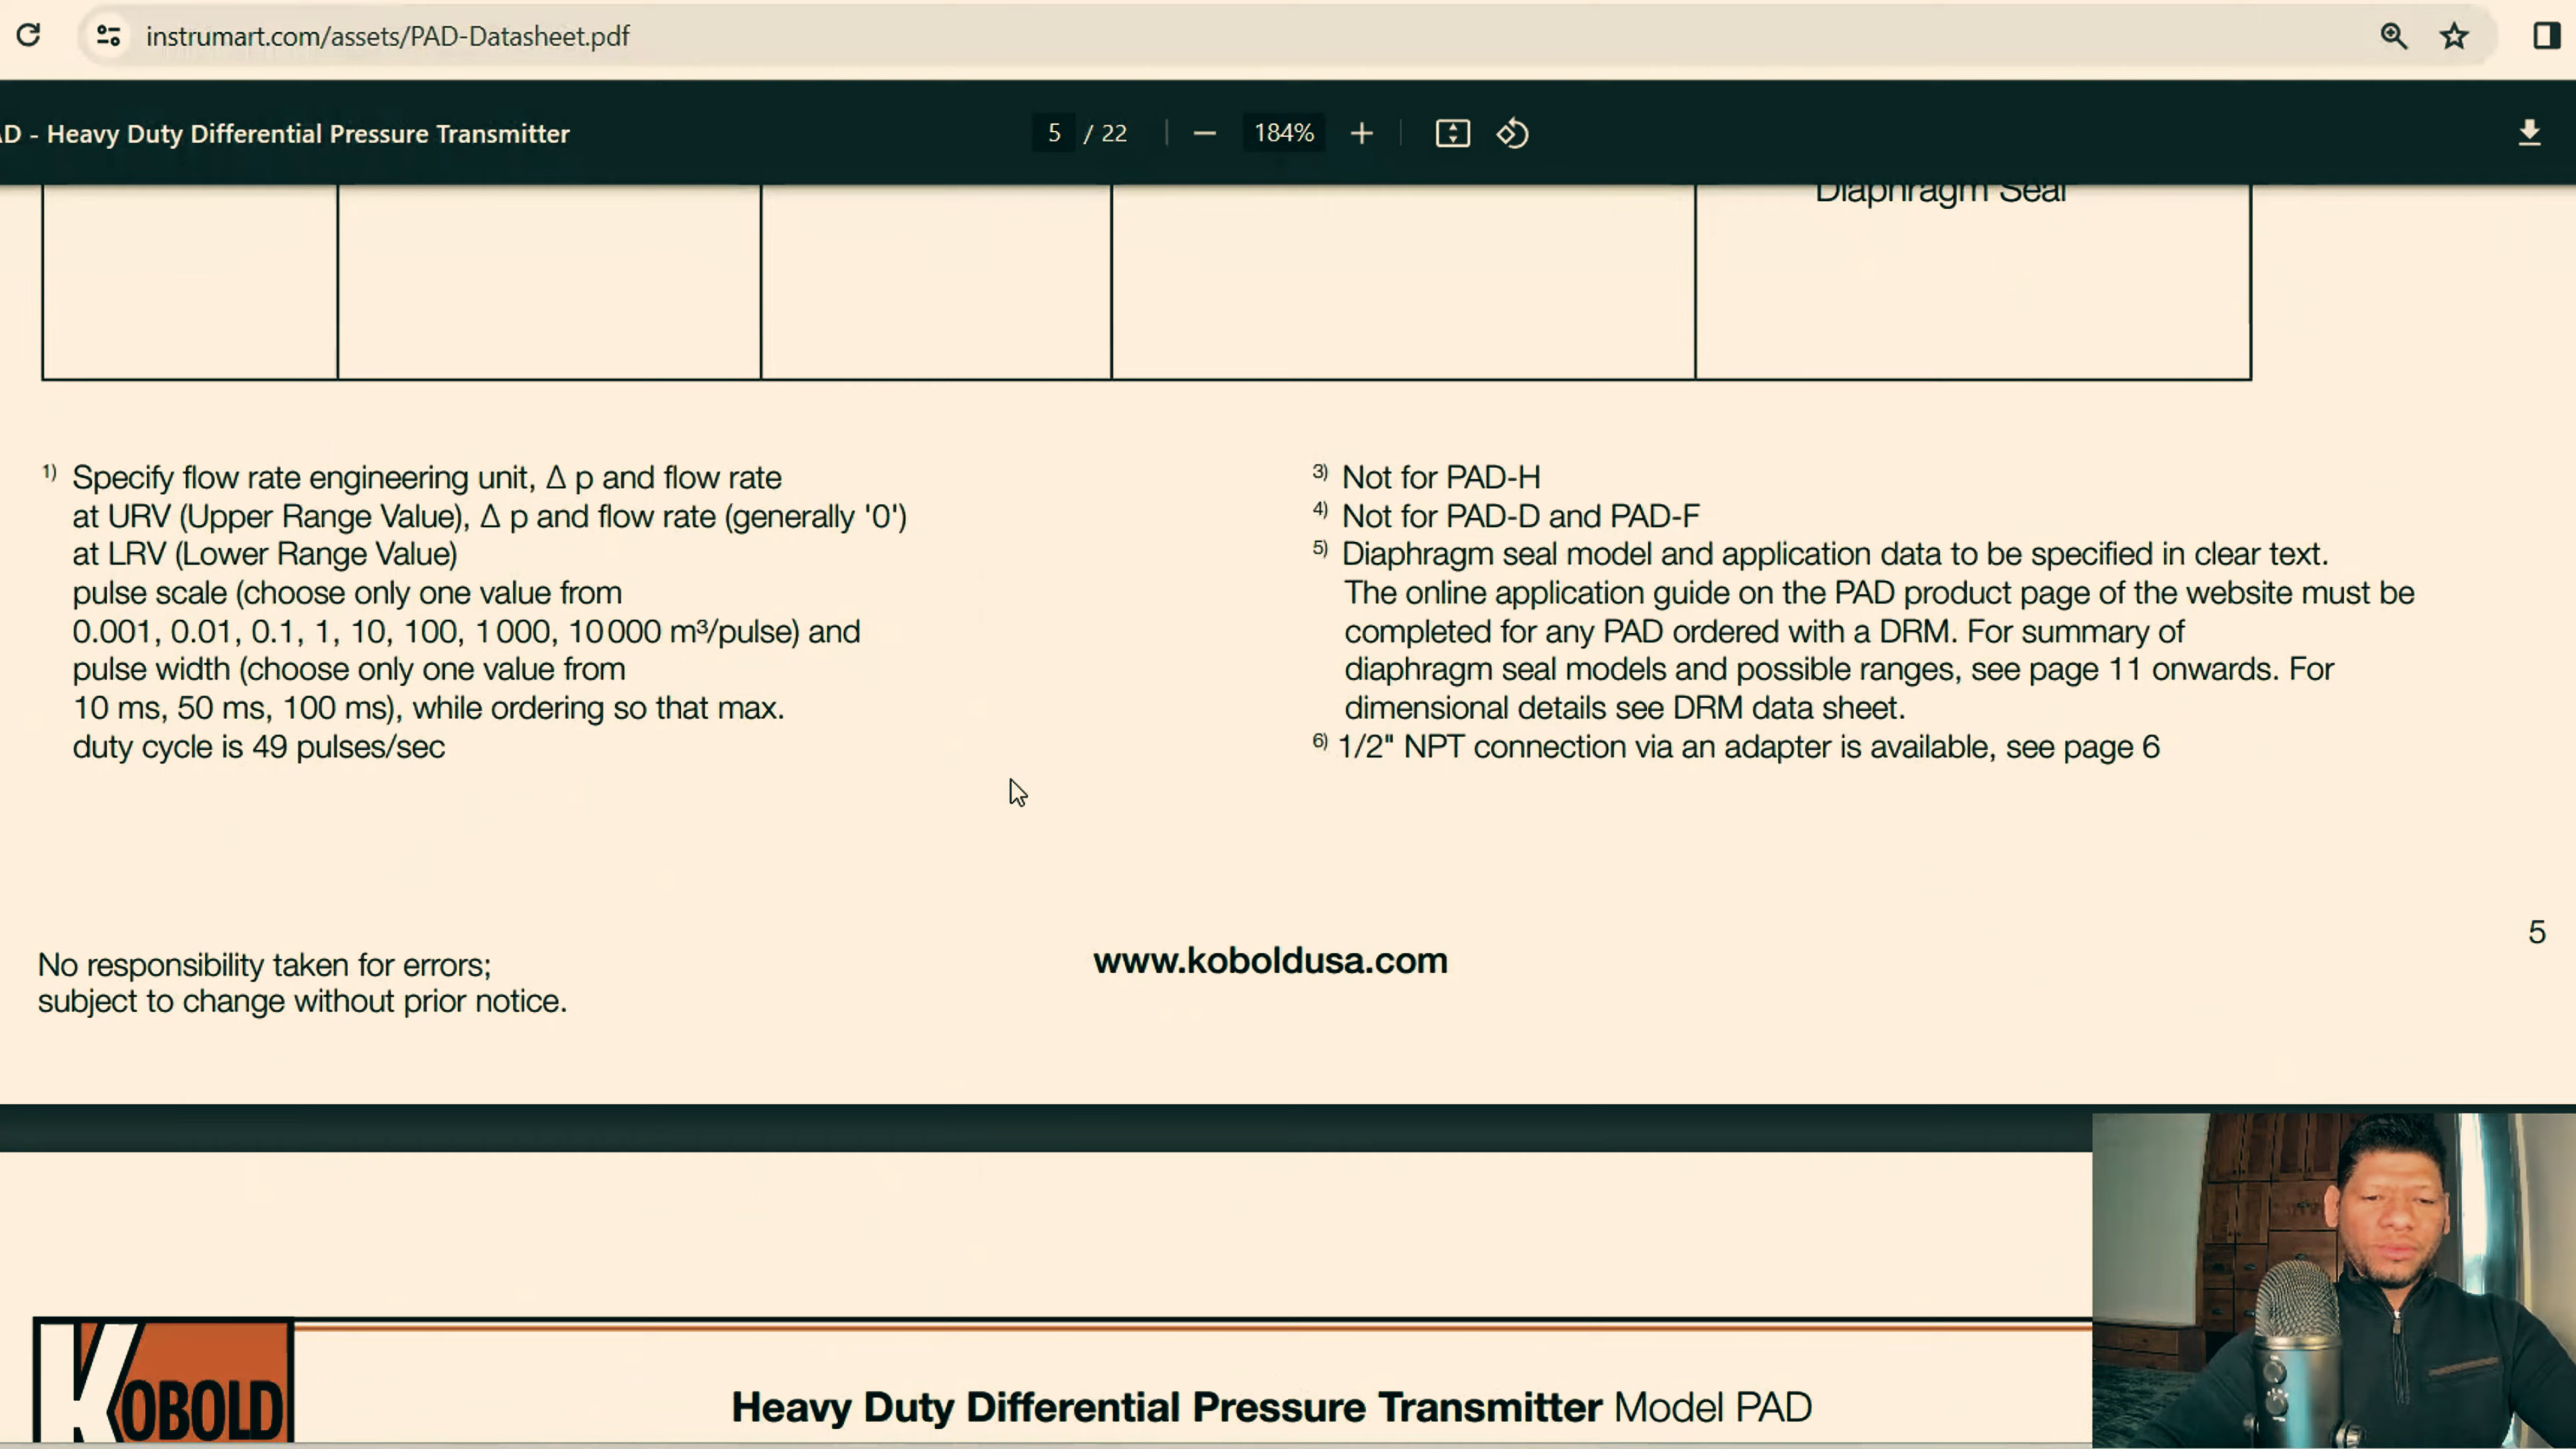 instrumart.com/assets/PAD-Datasheet.pdf
AD - Heavy Duty Differential Pressure Transmitter
5 / 22
184%
Diaphragm Seal
1) Specify flow rate engineering unit, Δ p and flow rate
at URV (Upper Range Value), Δ p and flow rate (generally '0')
at LRV (Lower Range Value)
pulse scale (choose only one value from
0.001, 0.01, 0.1, 1, 10, 100, 1 000, 10 000 m³/pulse) and
pulse width (choose only one value from
10 ms, 50 ms, 100 ms), while ordering so that max.
duty cycle is 49 pulses/sec
3) Not for PAD-H
4) Not for PAD-D and PAD-F
5) Diaphragm seal model and application data to be specified in clear text.
The online application guide on the PAD product page of the website must be
completed for any PAD ordered with a DRM. For summary of
diaphragm seal models and possible ranges, see page 11 onwards. For
dimensional details see DRM data sheet.
6) 1/2" NPT connection via an adapter is available, see page 6
No responsibility taken for errors;
subject to change without prior notice.
www.koboldusa.com
5
KOBOLD
Heavy Duty Differential Pressure Transmitter Model PAD